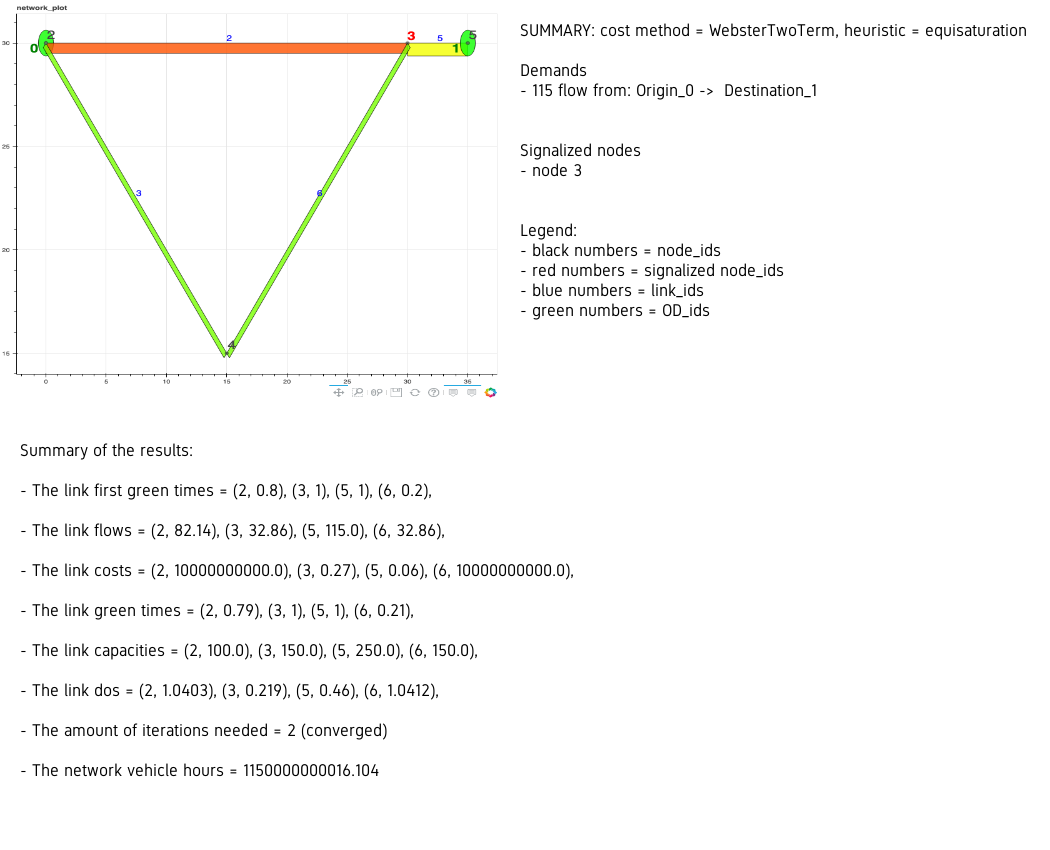 network_plot
2
0
2
3
5
5
1
30
25
20
15
3
6
4
0
5
10
15
20
25
30
35
SUMMARY: cost method = WebsterTwoTerm, heuristic = equisaturation
Demands
- 115 flow from: Origin_0 -> Destination_1
Signalized nodes
- node 3
Legend:
- black numbers = node_ids
- red numbers = signalized node_ids
- blue numbers = link_ids
- green numbers = OD_ids
Summary of the results:
- The link first green times = (2, 0.8), (3, 1), (5, 1), (6, 0.2),
- The link flows = (2, 82.14), (3, 32.86), (5, 115.0), (6, 32.86),
- The link costs = (2, 10000000000.0), (3, 0.27), (5, 0.06), (6, 10000000000.0),
- The link green times = (2, 0.79), (3, 1), (5, 1), (6, 0.21),
- The link capacities = (2, 100.0), (3, 150.0), (5, 250.0), (6, 150.0),
- The link dos = (2, 1.0403), (3, 0.219), (5, 0.46), (6, 1.0412),
- The amount of iterations needed = 2 (converged)
- The network vehicle hours = 1150000000016.104